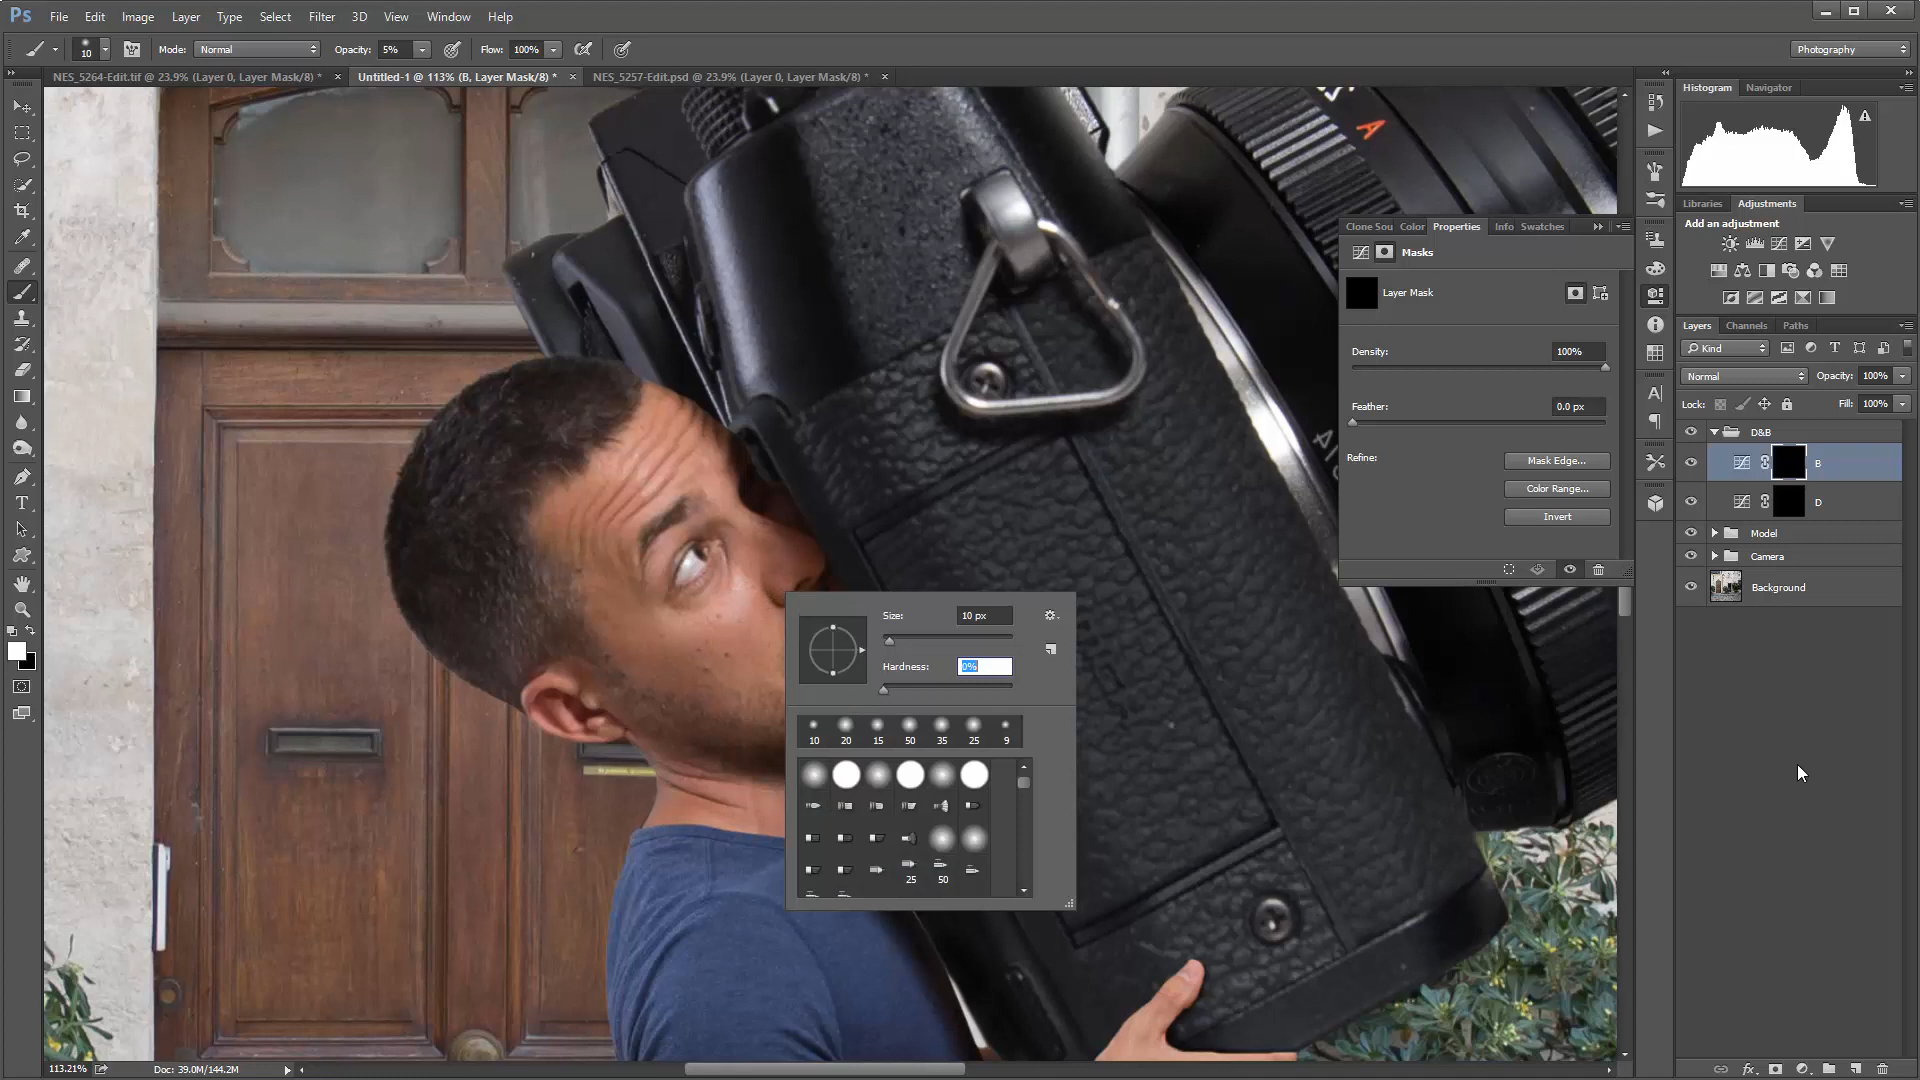 Ps File Edit Image Layer Type Select Filter 3D View Window Help
10 Mode: Normal Opacity: 5% Flow: 100% Photography
NES_5264-Edit.tif @ 23.9% (Layer 0, Layer Mask/8) * × Untitled-1 @ 113% (B, Layer Mask/8) * × NES_5257-Edit.psd @ 23.9% (Layer 0, Layer Mask/8) * ×
Histogram Navigator
A
Libraries Adjustments
Add an adjustment
Clone Sou Color Properties Info Swatches
Masks
Layer Mask
Density: 100%
Feather: 0.0 px
Refine: Mask Edge...
Color Range...
Invert
Layers Channels Paths
Kind
Normal Opacity: 100%
Lock: Fill: 100%
D&B
B
D
Model
Camera
Background
Size: 10 px
Hardness: 0%
10 20 15 50 35 25 9
25 50
113.21% Doc: 39.0M/144.2M
fx